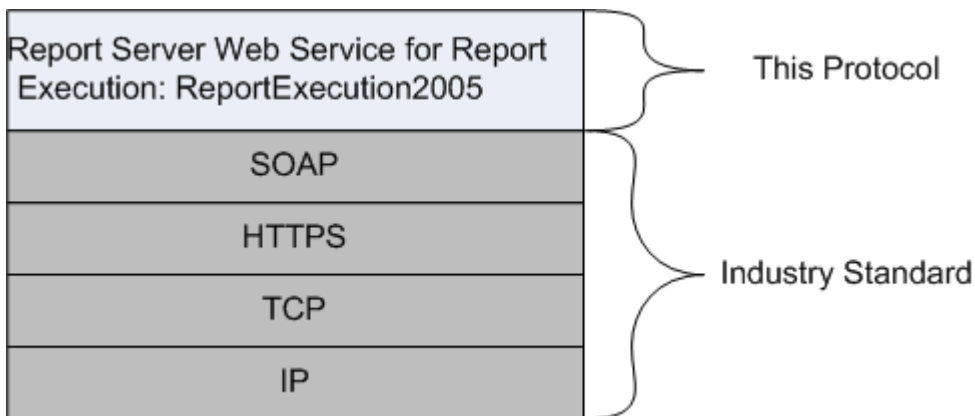 Report Server Web Service for Report
Execution: ReportExecution2005
This Protocol
SOAP
HTTPS
TCP
IP
Industry Standard